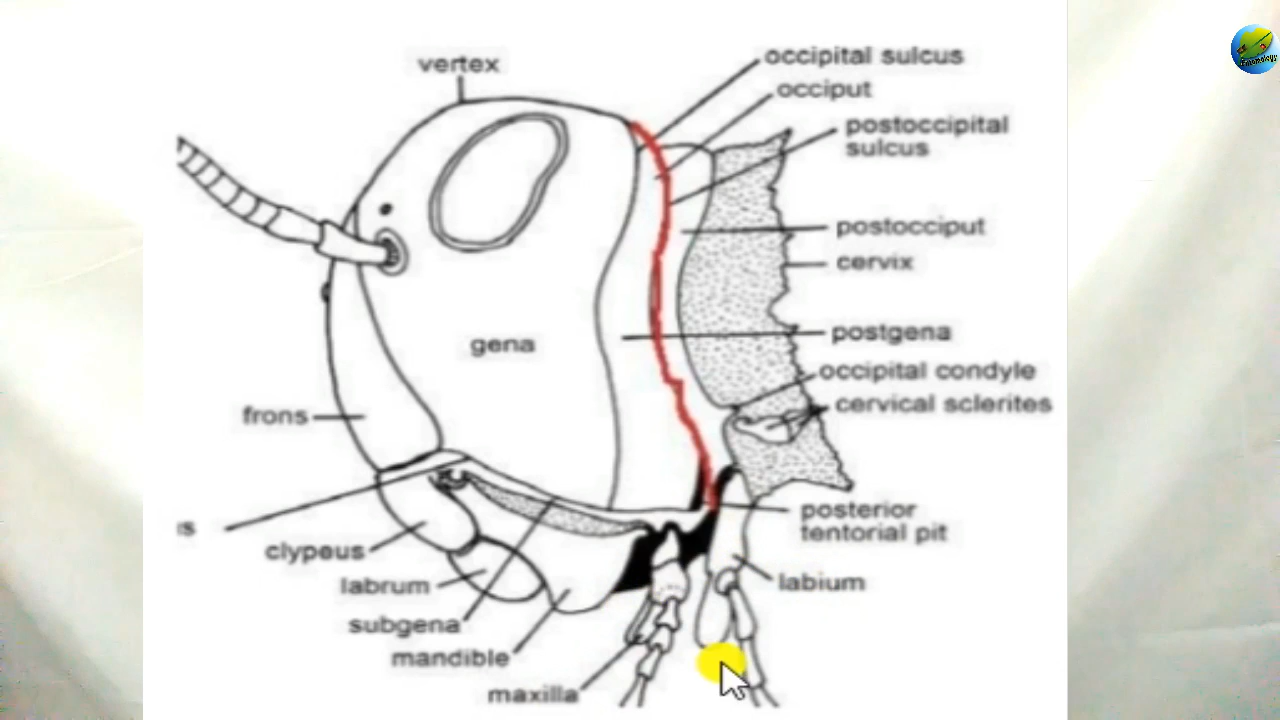 vertex
occipital sulcus
occiput
postoccipital
sulcus
postocciput
cervix
postgena
gena
occipital condyle
cervical sclerites
frons
posterior
tentorial pit
clypeus
labrum
labium
subgena
mandible
maxilla